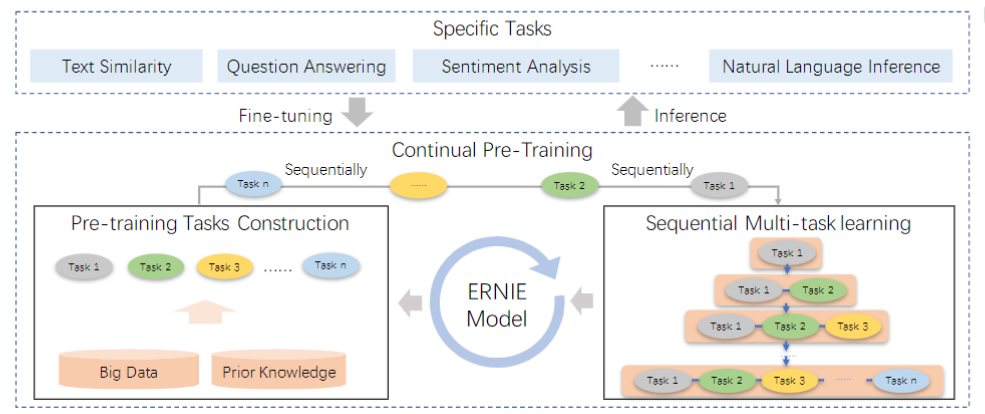 Specific Tasks
Text Similarity
Question Answering
Sentiment Analysis
......
Natural Language Inference
Fine-tuning
Inference
Continual Pre-Training
Sequentially
Sequentially
Task n
......
Task 2
Task 1
Pre-training Tasks Construction
Task 1
Task 2
Task 3
......
Task n
Big Data
Prior Knowledge
ERNIE
Model
Sequential Multi-task learning
Task 1
Task 1
Task 2
Task 1
Task 2
Task 3
......
Task 1
Task 2
Task 3
......
Task n